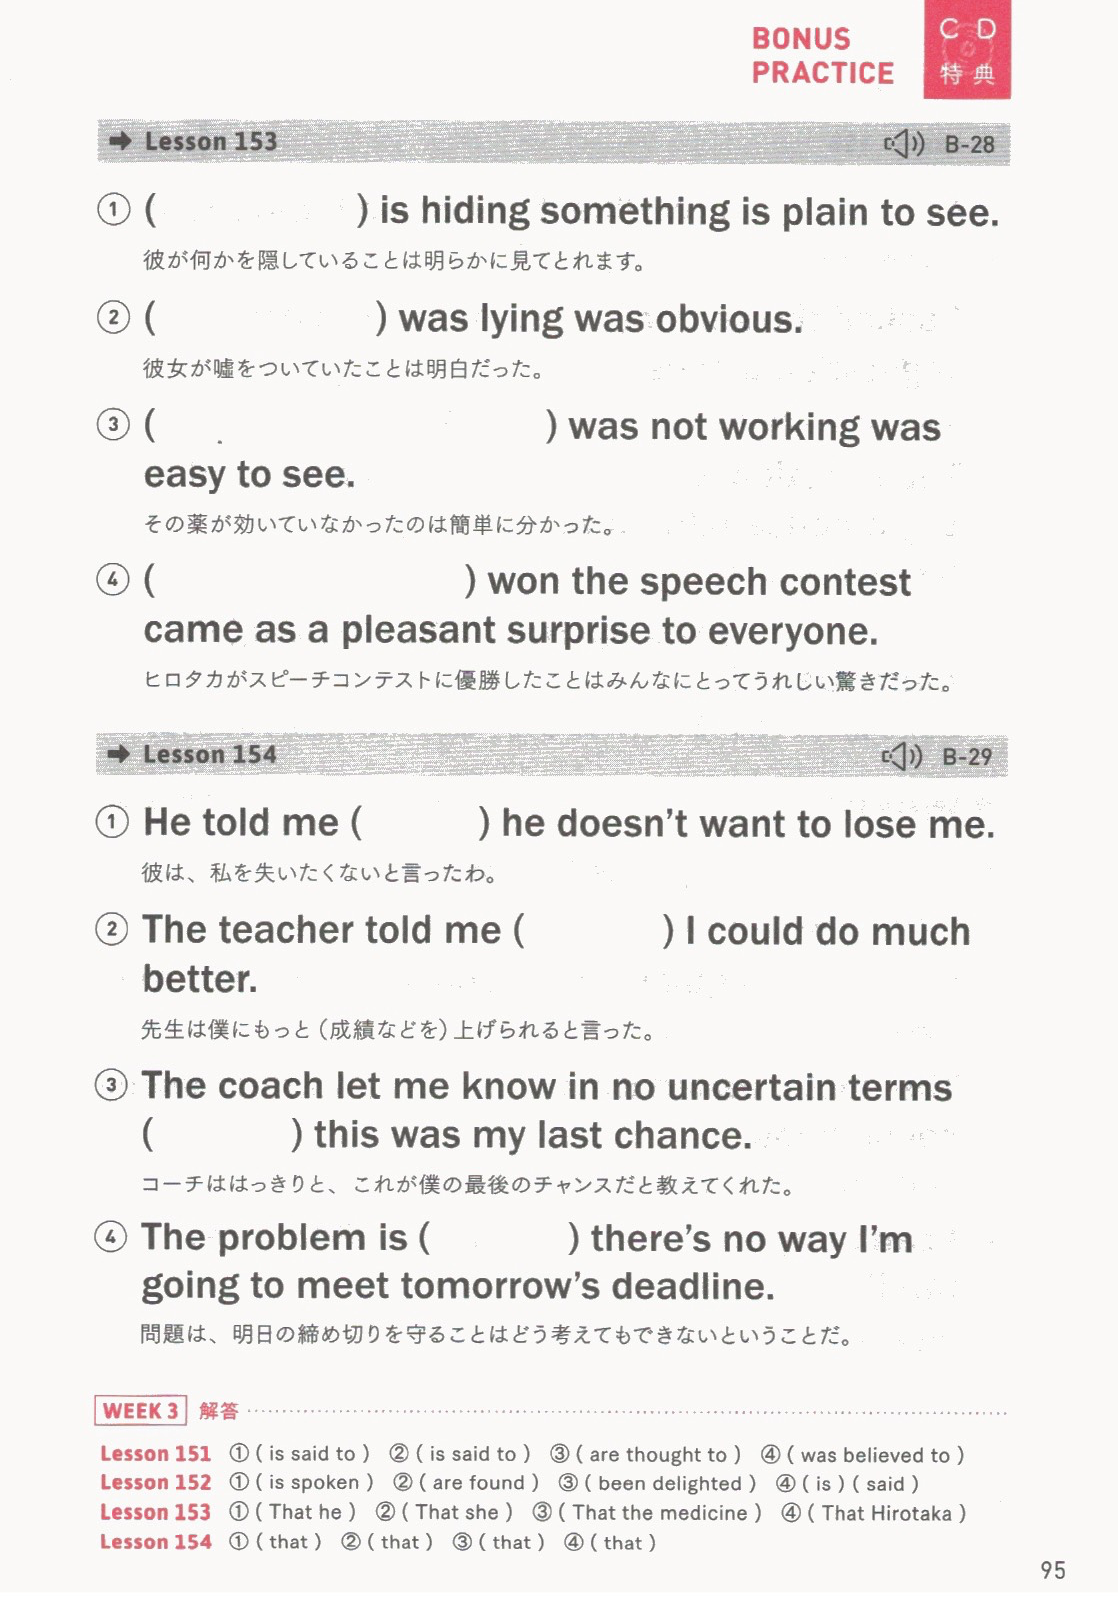 BONUS
PRACTICE
CD
特典
➡ Lesson 153 B-28
① ( ) is hiding something is plain to see.
彼が何かを隠していることは明らかに見てとれます。
② ( ) was lying was obvious.
彼女が嘘をついていたことは明白だった。
③ ( ) was not working was
easy to see.
その薬が効いていなかったのは簡単に分かった。
④ ( ) won the speech contest
came as a pleasant surprise to everyone.
ヒロタカがスピーチコンテストに優勝したことはみんなにとってうれしい驚きだった。
➡ Lesson 154 B-29
① He told me ( ) he doesn't want to lose me.
彼は、私を失いたくないと言ったわ。
② The teacher told me ( ) I could do much
better.
先生は僕にもっと（成績などを）上げられると言った。
③ The coach let me know in no uncertain terms
( ) this was my last chance.
コーチははっきりと、これが僕の最後のチャンスだと教えてくれた。
④ The problem is ( ) there's no way I'm
going to meet tomorrow's deadline.
問題は、明日の締め切りを守ることはどう考えてもできないということだ。
WEEK 3 解答
Lesson 151 ① ( is said to ) ② ( is said to ) ③ ( are thought to ) ④ ( was believed to )
Lesson 152 ① ( is spoken ) ② ( are found ) ③ ( been delighted ) ④ ( is ) ( said )
Lesson 153 ① ( That he ) ② ( That she ) ③ ( That the medicine ) ④ ( That Hirotaka )
Lesson 154 ① ( that ) ② ( that ) ③ ( that ) ④ ( that )
95